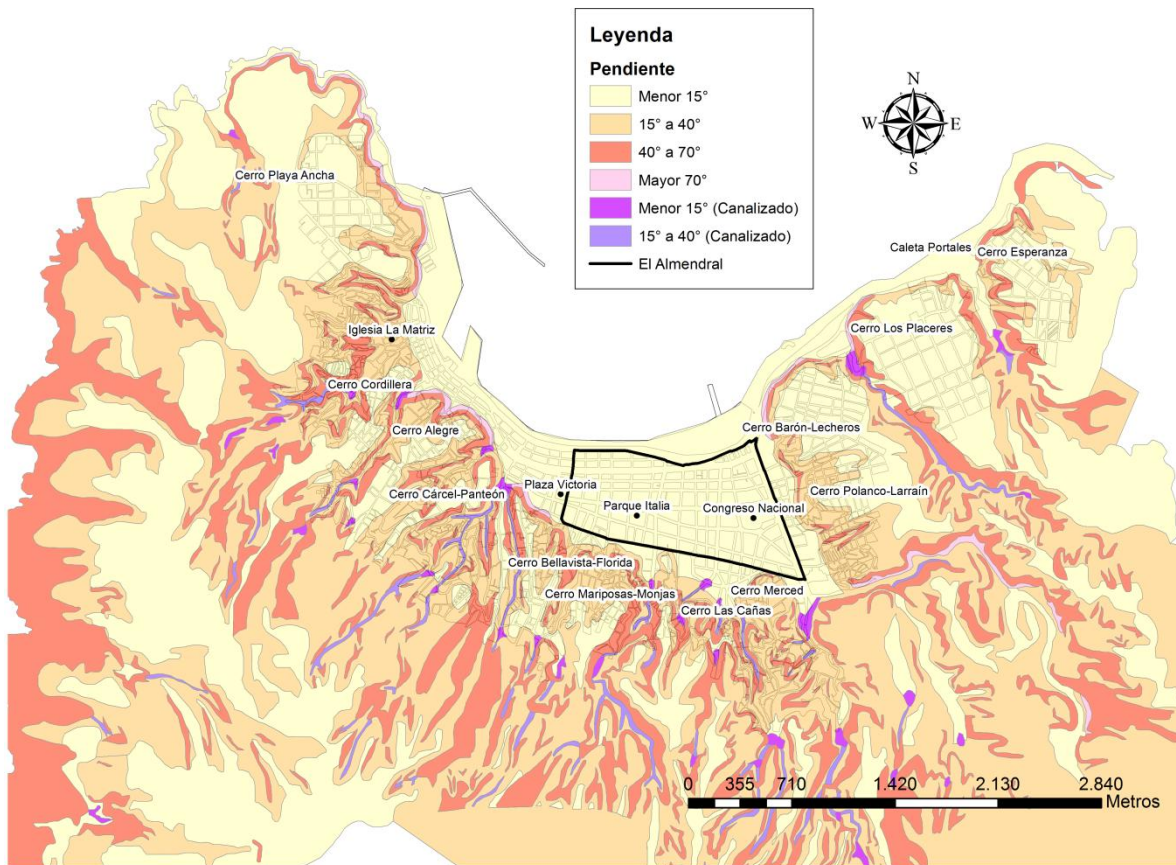 Leyenda
Pendiente
Menor 15°
15° a 40°
40° a 70°
Mayor 70°
Menor 15° (Canalizado)
15° a 40° (Canalizado)
El Almendral
N
W
E
S
Cerro Playa Ancha
Caleta Portales
Cerro Esperanza
Iglesia La Matriz
Cerro Los Placeres
Cerro Cordillera
Cerro Alegre
Cerro Barón-Lecheros
Plaza Victoria
Cerro Cárcel-Panteón
Cerro Polanco-Larraín
Parque Italia
Congreso Nacional
Cerro Bellavista-Florida
Cerro Mariposas-Monjas
Cerro Merced
Cerro Las Cañas
0 355 710 1.420 2.130 2.840
Metros